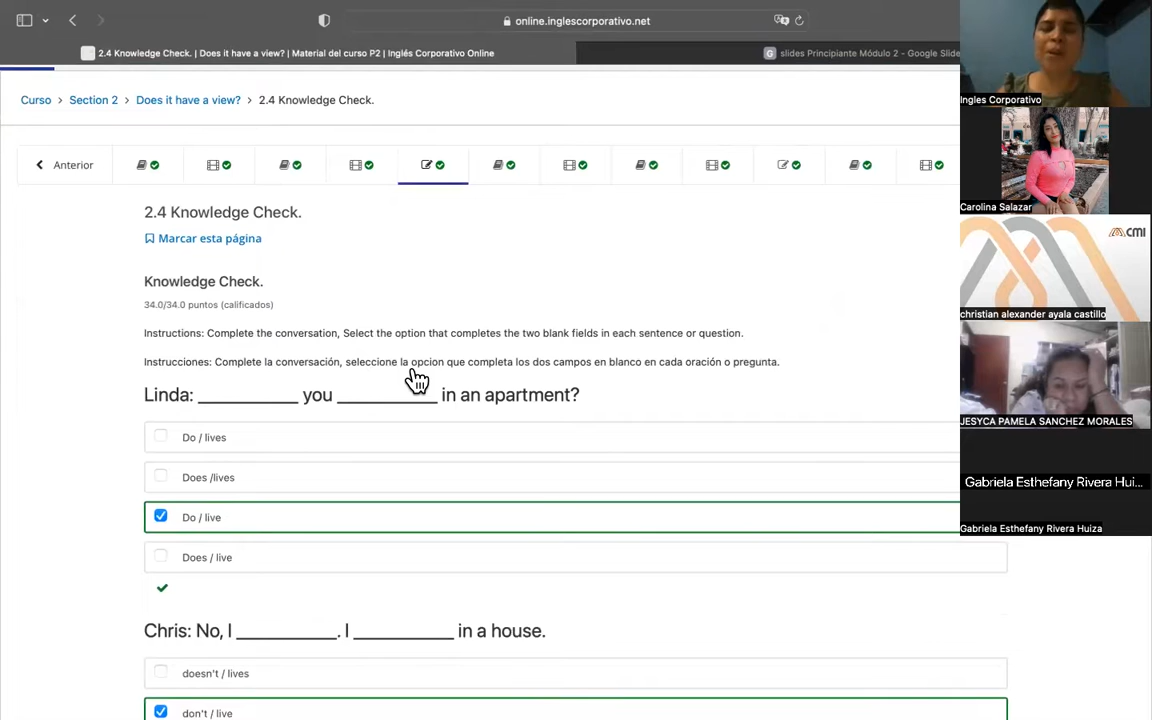 online.inglescorporativo.net
2.4 Knowledge Check. | Does it have a view? | Material del curso P2 | Inglés Corporativo Online
G slides Principiante Módulo 2 - Google Slide
Curso > Section 2 > Does it have a view? > 2.4 Knowledge Check.
Anterior
2.4 Knowledge Check.
Marcar esta página
Knowledge Check.
34.0/34.0 puntos (calificados)
Instructions: Complete the conversation, Select the option that completes the two blank fields in each sentence or question.
Instrucciones: Complete la conversación, seleccione la opcion que completa los dos campos en blanco en cada oración o pregunta.
Linda: __________ you __________ in an apartment?
Do / lives
Does /lives
Do / live
Does / live
Chris: No, I __________. I __________ in a house.
doesn't / lives
don't / live
Ingles Corporativo
Carolina Salazar
CMI
christian alexander ayala castillo
JESYCA PAMELA SANCHEZ MORALES
Gabriela Esthefany Rivera Hui...
Gabriela Esthefany Rivera Huiza